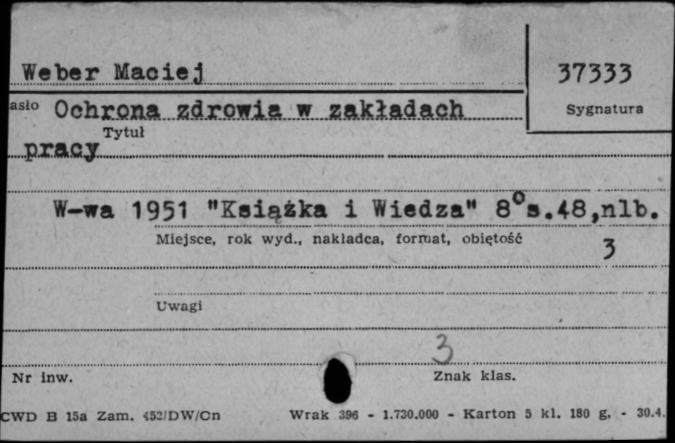 Weber Maciej
37333
asło Ochrona zdrowia w zakładach
Sygnatura
Tytuł
pracy
W-wa 1951 "Książka i Wiedza" 8° s.48,nlb.
Miejsce, rok wyd., nakładca, format, objętość
3
Uwagi
3
Nr inw.
Znak klas.
CWD B 15a Zam. 452/DW/Cn Wrak 396 - 1.730.000 - Karton 5 kl. 180 g. - 30.4.